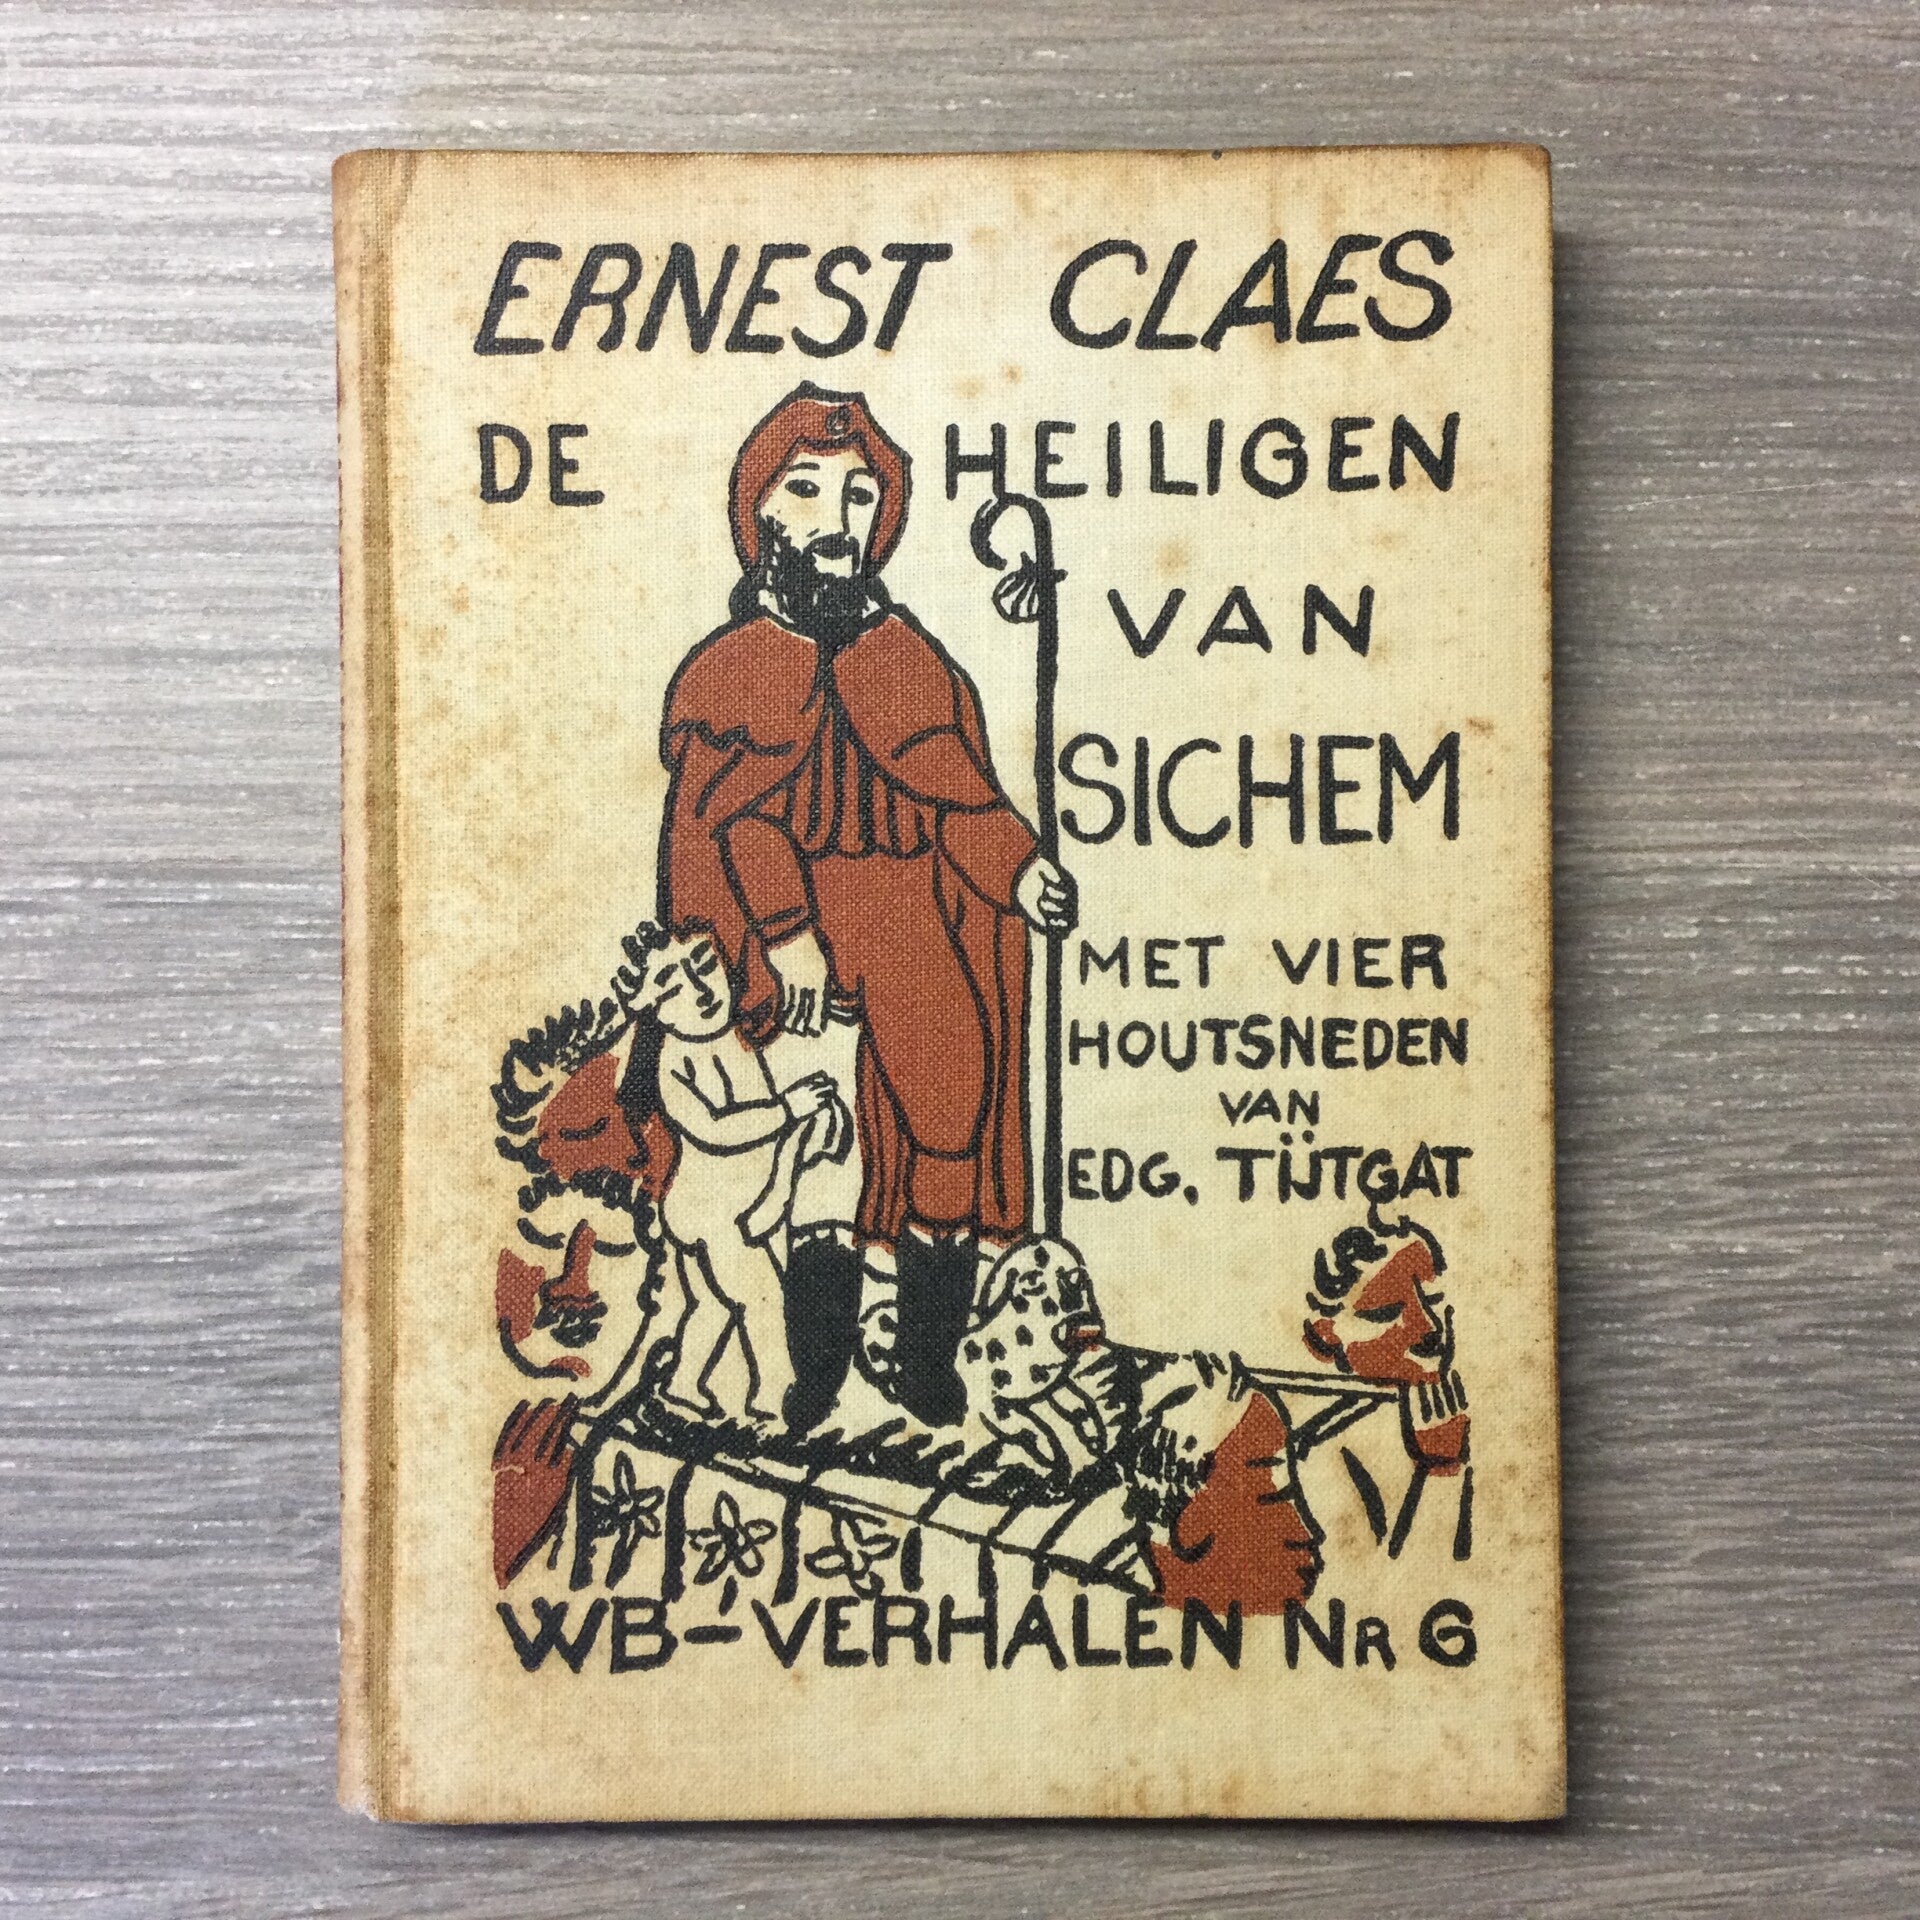 ERNEST CLAES
DE HEILIGEN
VAN
SICHEM
MET VIER
HOUTSNEDEN
VAN
EDG. TIJTGAT
WB-VERHALEN NR 6